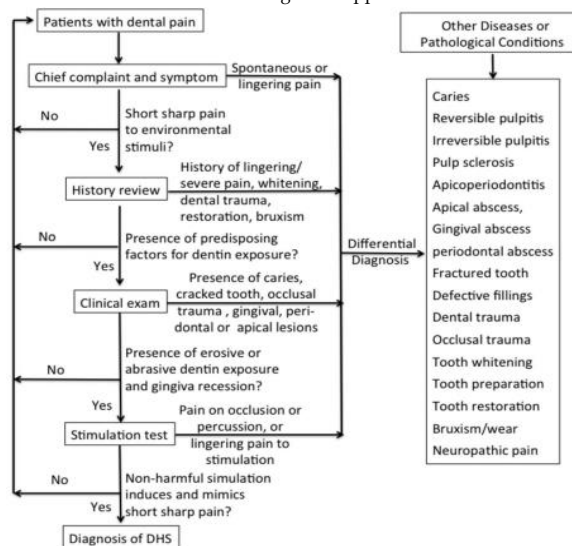 Patients with dental pain
Chief complaint and symptom
Spontaneous or
lingering pain
No
Short sharp pain
to environmental
stimuli?
Yes
History review
History of lingering/
severe pain, whitening,
dental trauma,
restoration, bruxism
No
Presence of predisposing
factors for dentin exposure?
Yes
Clinical exam
Presence of caries,
cracked tooth, occlusal
trauma , gingival, peri-
dontal or apical lesions
No
Presence of erosive or
abrasive dentin exposure
and gingiva recession?
Yes
Stimulation test
Pain on occlusion or
percussion, or
lingering pain to
stimulation
No
Non-harmful simulation
induces and mimics
short sharp pain?
Yes
Diagnosis of DHS
Differential
Diagnosis
Other Diseases or
Pathological Conditions
Caries
Reversible pulpitis
Irreversible pulpitis
Pulp sclerosis
Apicoperiodontitis
Apical abscess,
Gingival abscess
periodontal abscess
Fractured tooth
Defective fillings
Dental trauma
Occlusal trauma
Tooth whitening
Tooth preparation
Tooth restoration
Bruxism/wear
Neuropathic pain